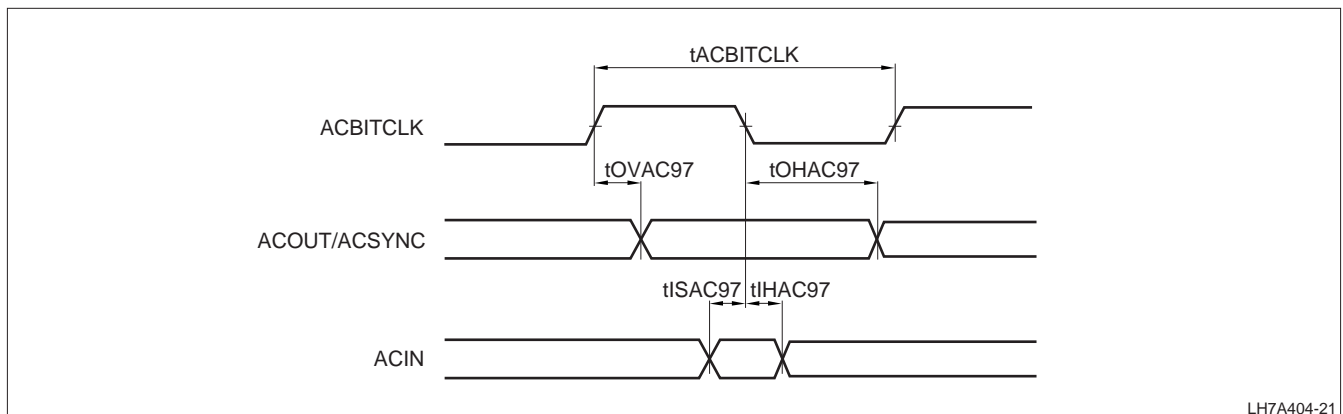 tACBITCLK
ACBITCLK
tOVAC97 tOHAC97
ACOUT/ACSYNC
tISAC97 tIHAC97
ACIN
LH7A404-21